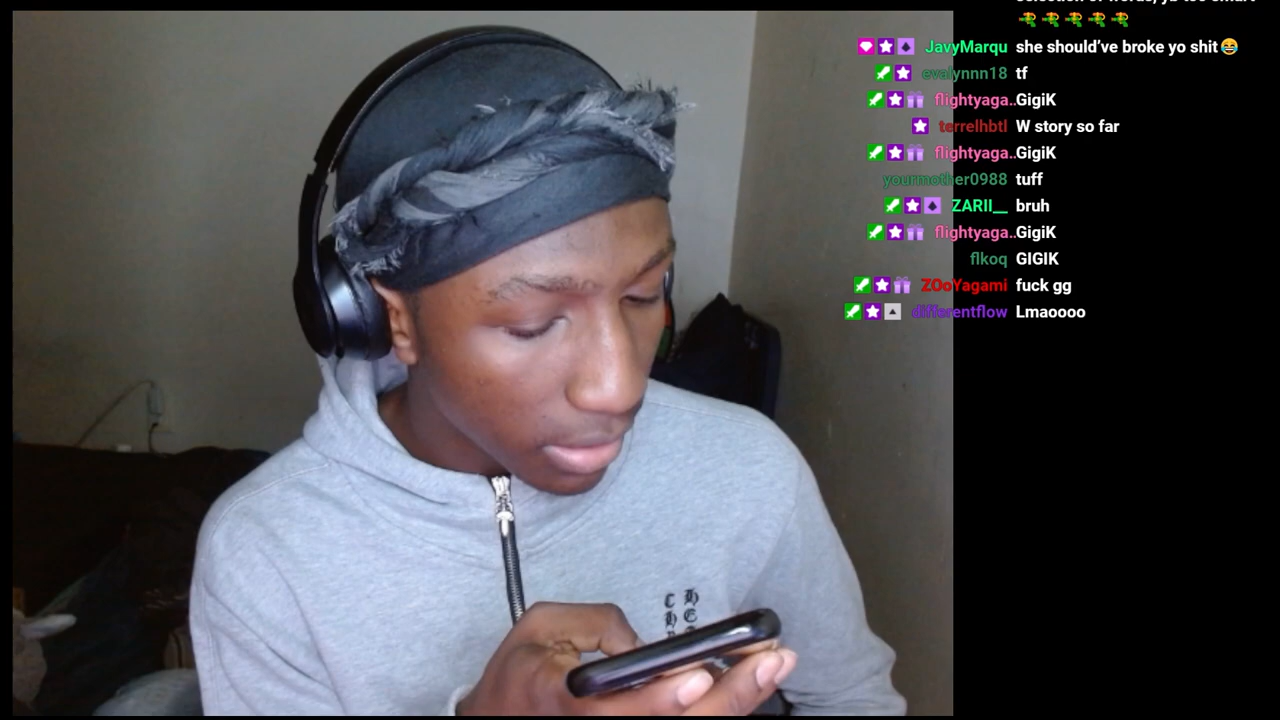 JavyMarqu she should've broke yo shit😂
evalynnn18 tf
flightyaga..GigiK
terrelhbtl W story so far
flightyaga..GigiK
yourmother0988 tuff
ZARII__ bruh
flightyaga..GigiK
flkoq GIGIK
ZOoYagami fuck gg
differentflow Lmaoooo